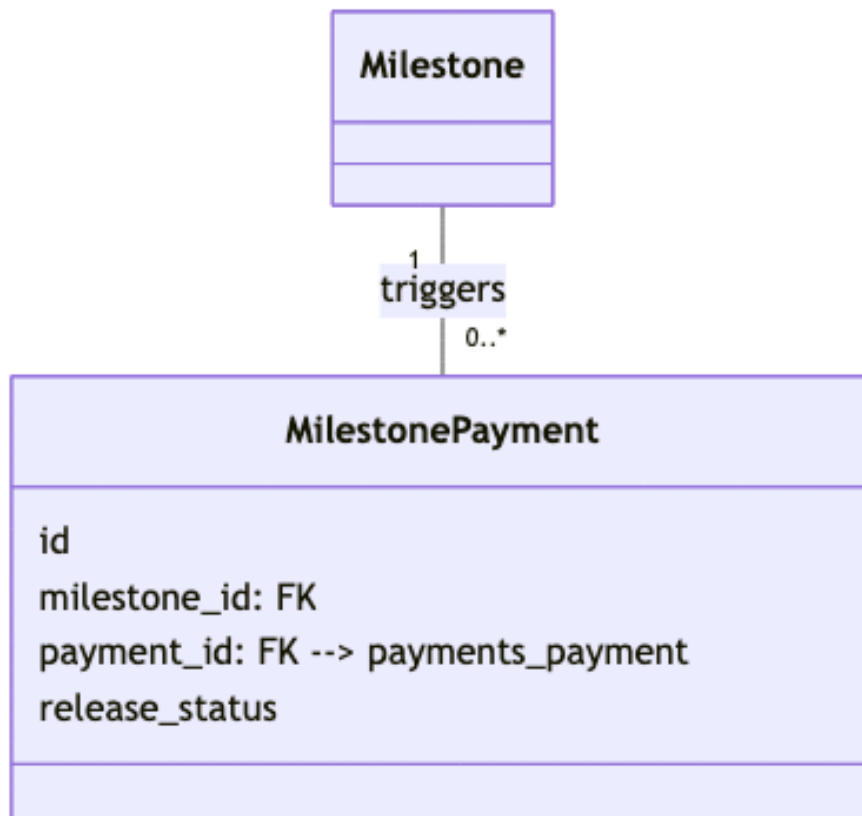 Milestone
1
triggers
0..*
MilestonePayment
id
milestone_id: FK
payment_id: FK --> payments_payment
release_status